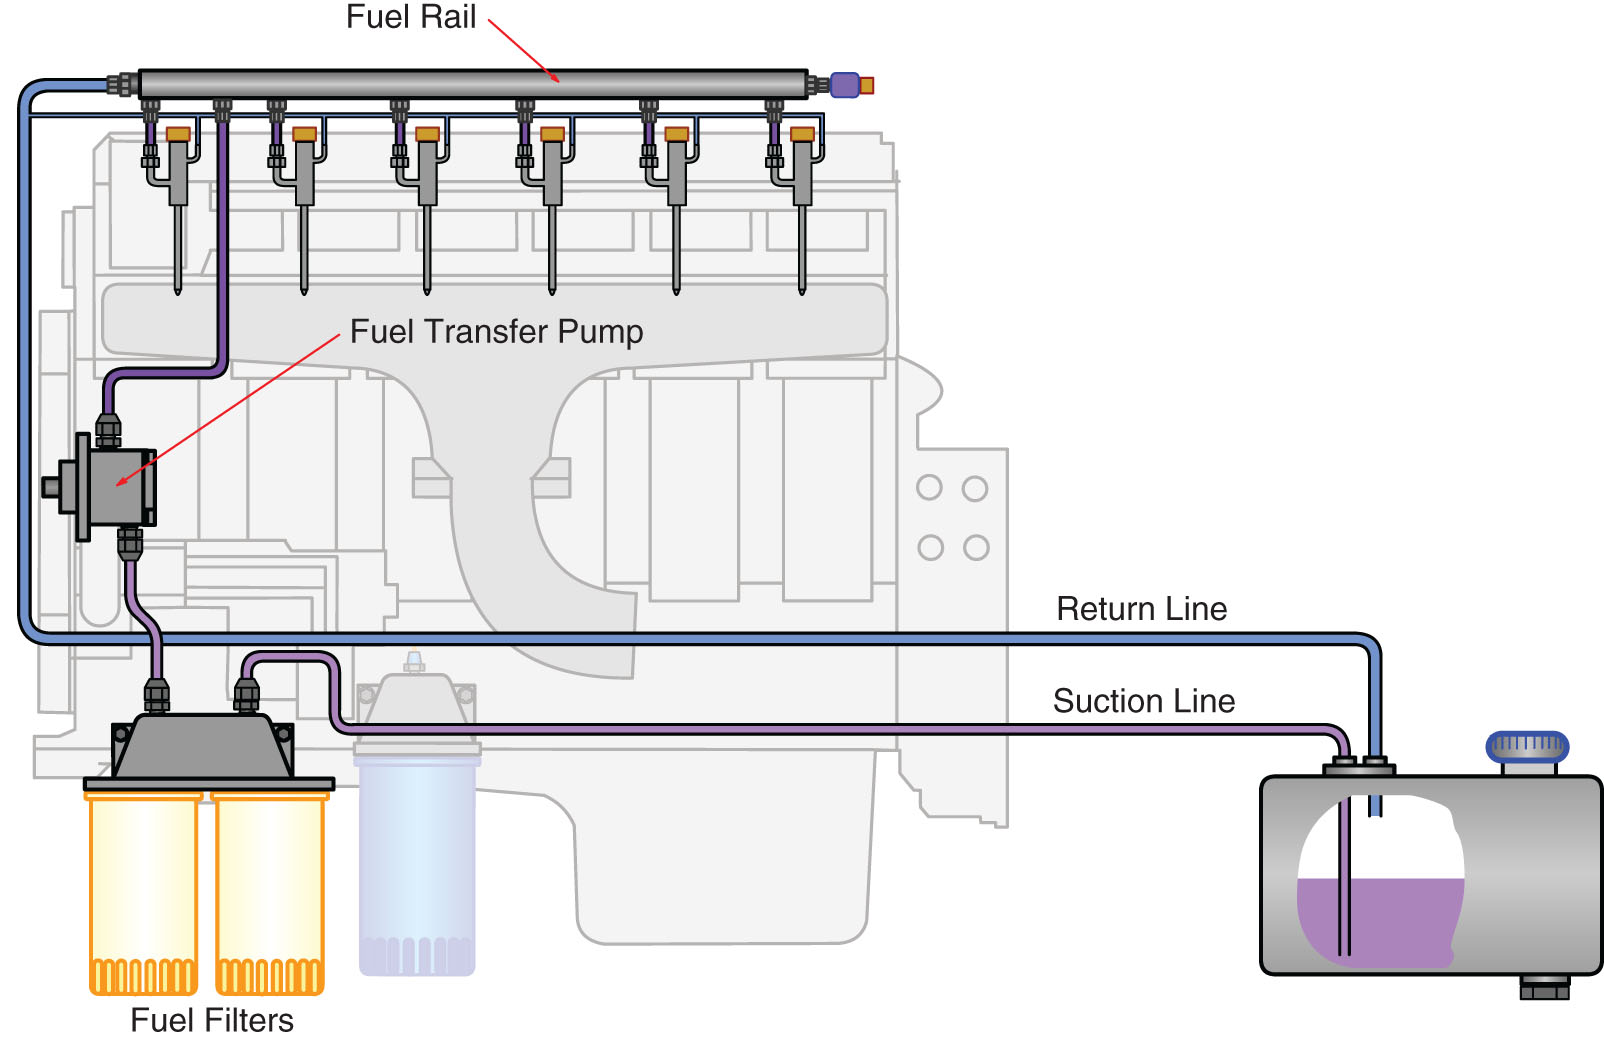 Fuel Rail
Fuel Transfer Pump
Return Line
Suction Line
Fuel Filters